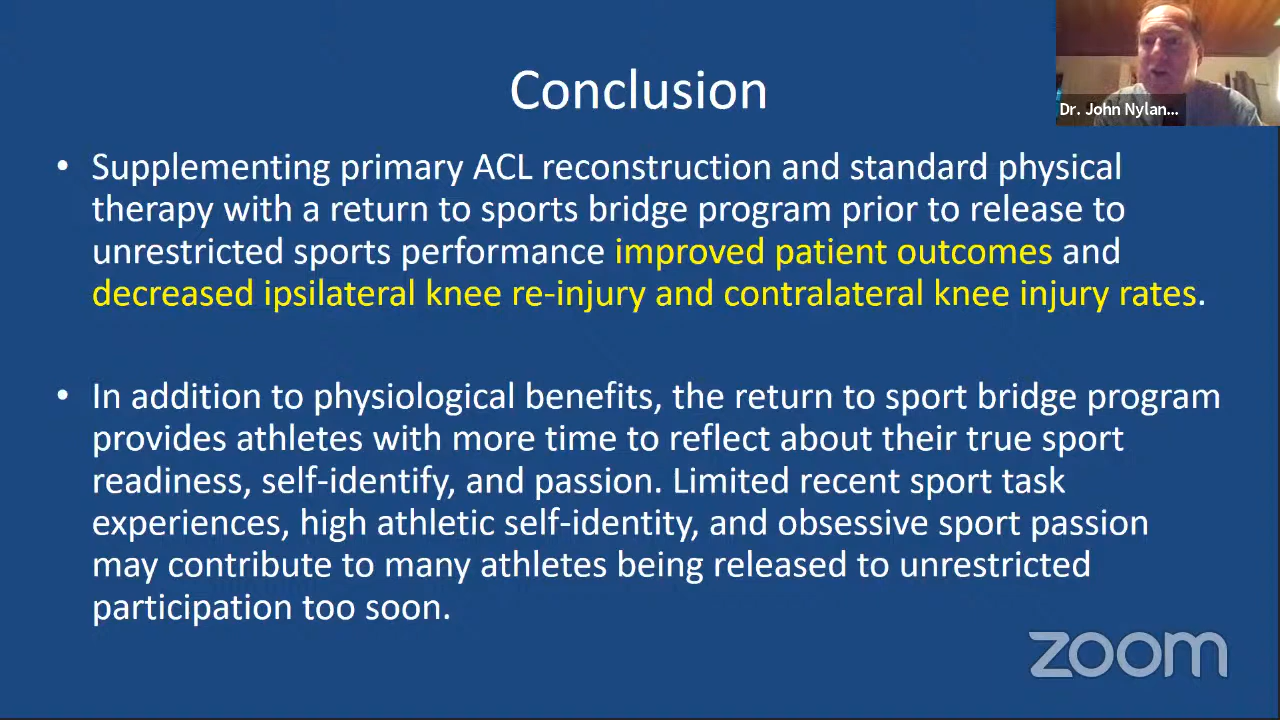 Conclusion
Dr. John Nylan...
• Supplementing primary ACL reconstruction and standard physical
therapy with a return to sports bridge program prior to release to
unrestricted sports performance improved patient outcomes and
decreased ipsilateral knee re-injury and contralateral knee injury rates.
• In addition to physiological benefits, the return to sport bridge program
provides athletes with more time to reflect about their true sport
readiness, self-identify, and passion. Limited recent sport task
experiences, high athletic self-identity, and obsessive sport passion
may contribute to many athletes being released to unrestricted
participation too soon.
zoom